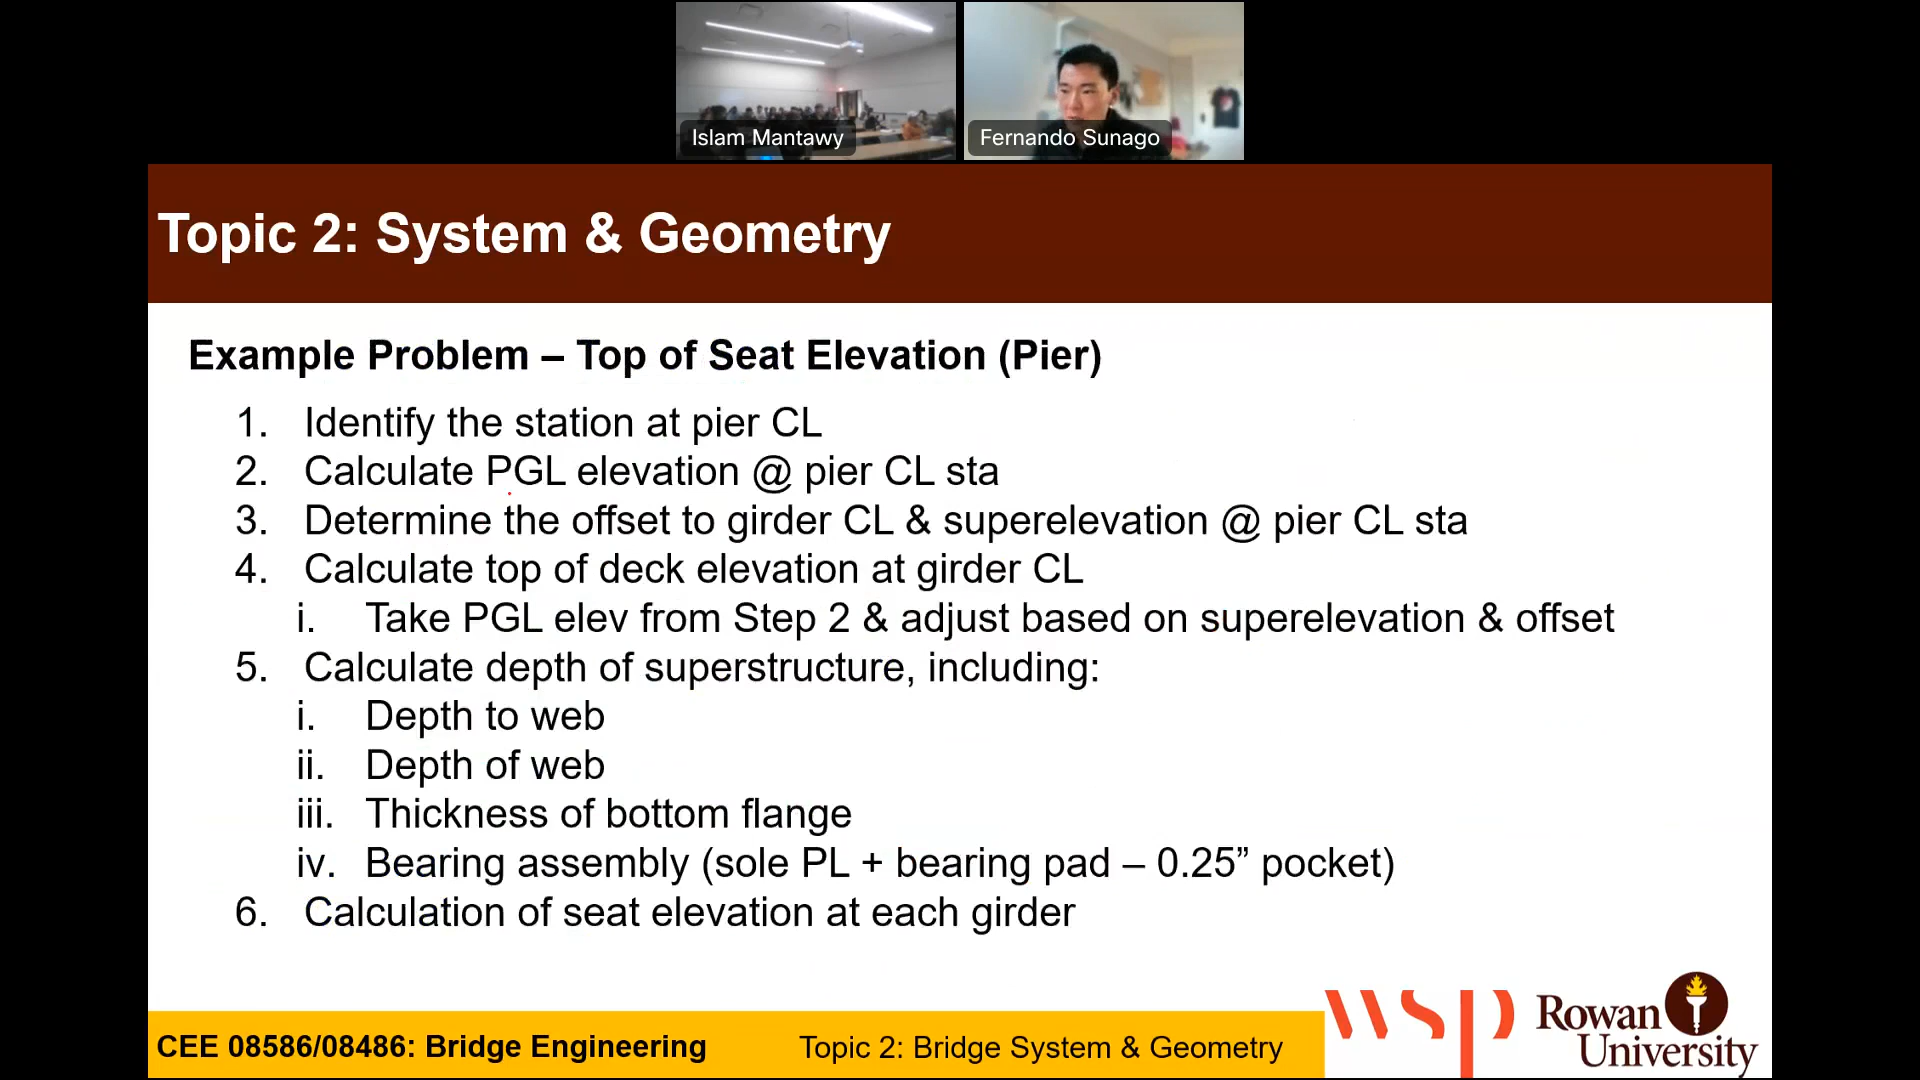 Islam Mantawy
Fernando Sunago
Topic 2: System & Geometry
Example Problem – Top of Seat Elevation (Pier)
1. Identify the station at pier CL
2. Calculate PGL elevation @ pier CL sta
3. Determine the offset to girder CL & superelevation @ pier CL sta
4. Calculate top of deck elevation at girder CL
i. Take PGL elev from Step 2 & adjust based on superelevation & offset
5. Calculate depth of superstructure, including:
i. Depth to web
ii. Depth of web
iii. Thickness of bottom flange
iv. Bearing assembly (sole PL + bearing pad – 0.25” pocket)
6. Calculation of seat elevation at each girder
CEE 08586/08486: Bridge Engineering
Topic 2: Bridge System & Geometry
wsp
Rowan
University